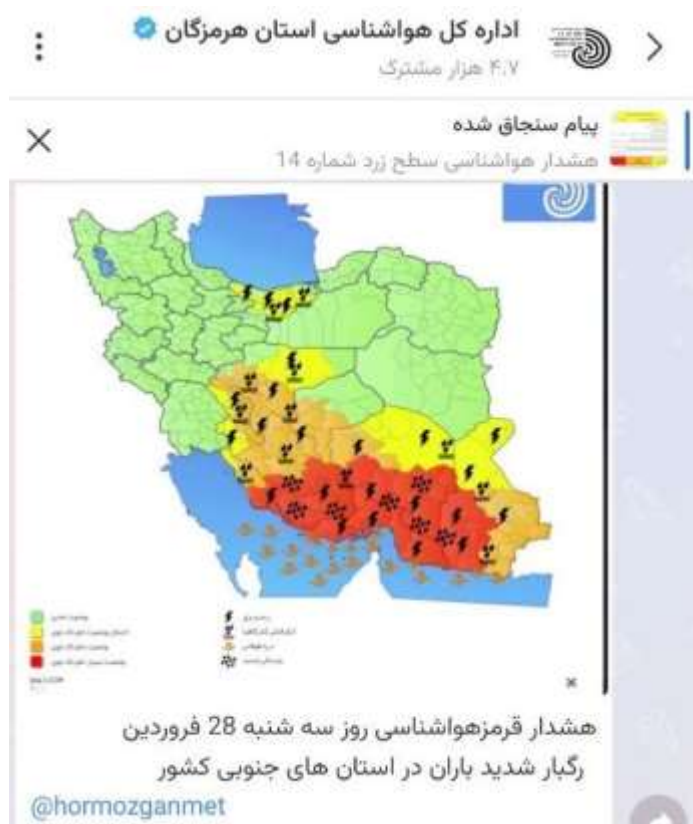 اداره کل هواشناسی استان هرمزگان
۴.۷ هزار مشترک
پیام سنجاق شده
هشدار هواشناسی سطح زرد شماره 14
هشدار قرمزهواشناسی روز سه شنبه 28 فروردین
رگبار شدید باران در استان های جنوبی کشور
@hormozganmet